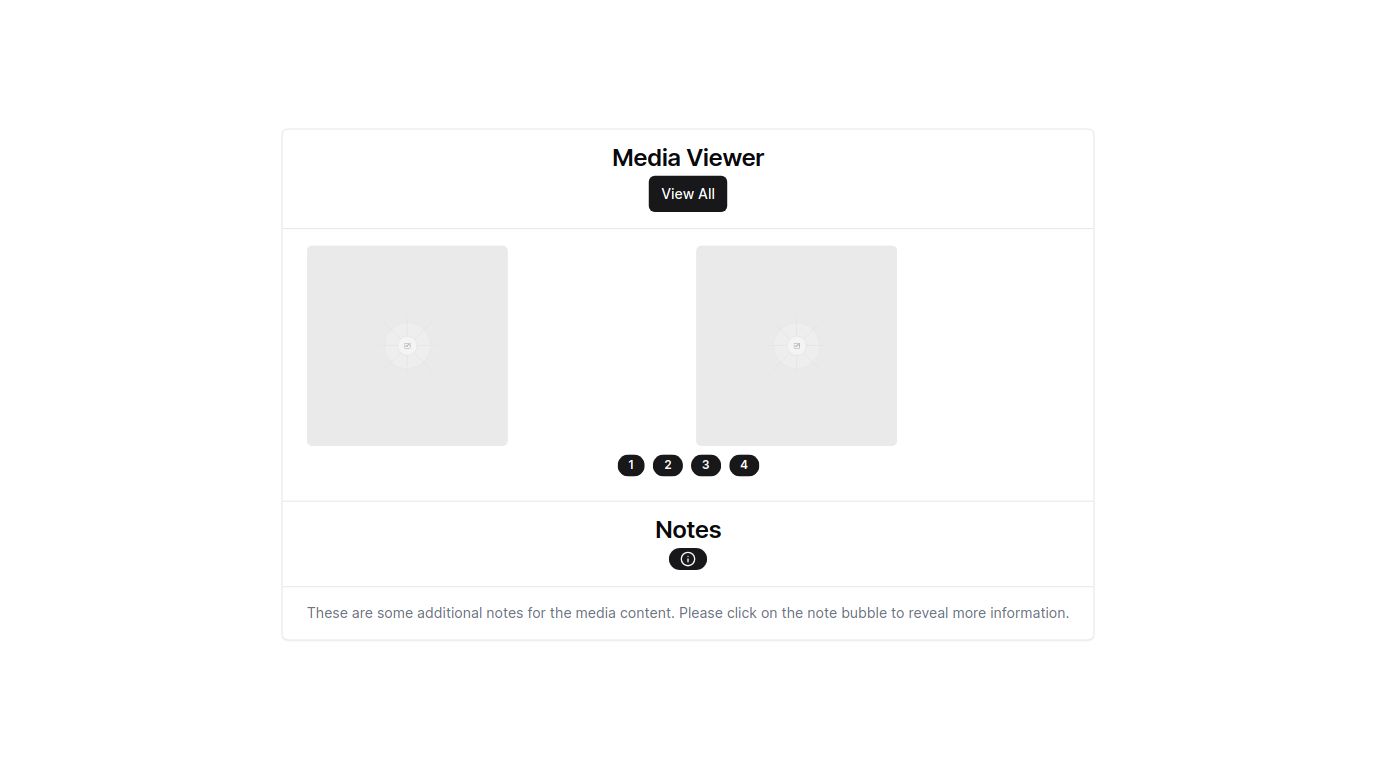 Media Viewer
View All
1 2 3 4
Notes
These are some additional notes for the media content. Please click on the note bubble to reveal more information.